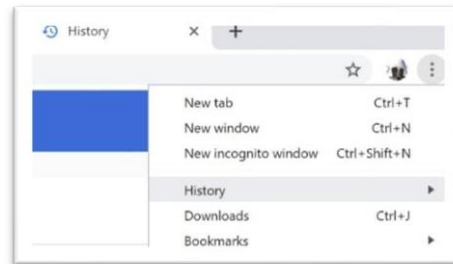 History
New tab Ctrl+T
New window Ctrl+N
New incognito window Ctrl+Shift+N
History
Downloads Ctrl+J
Bookmarks